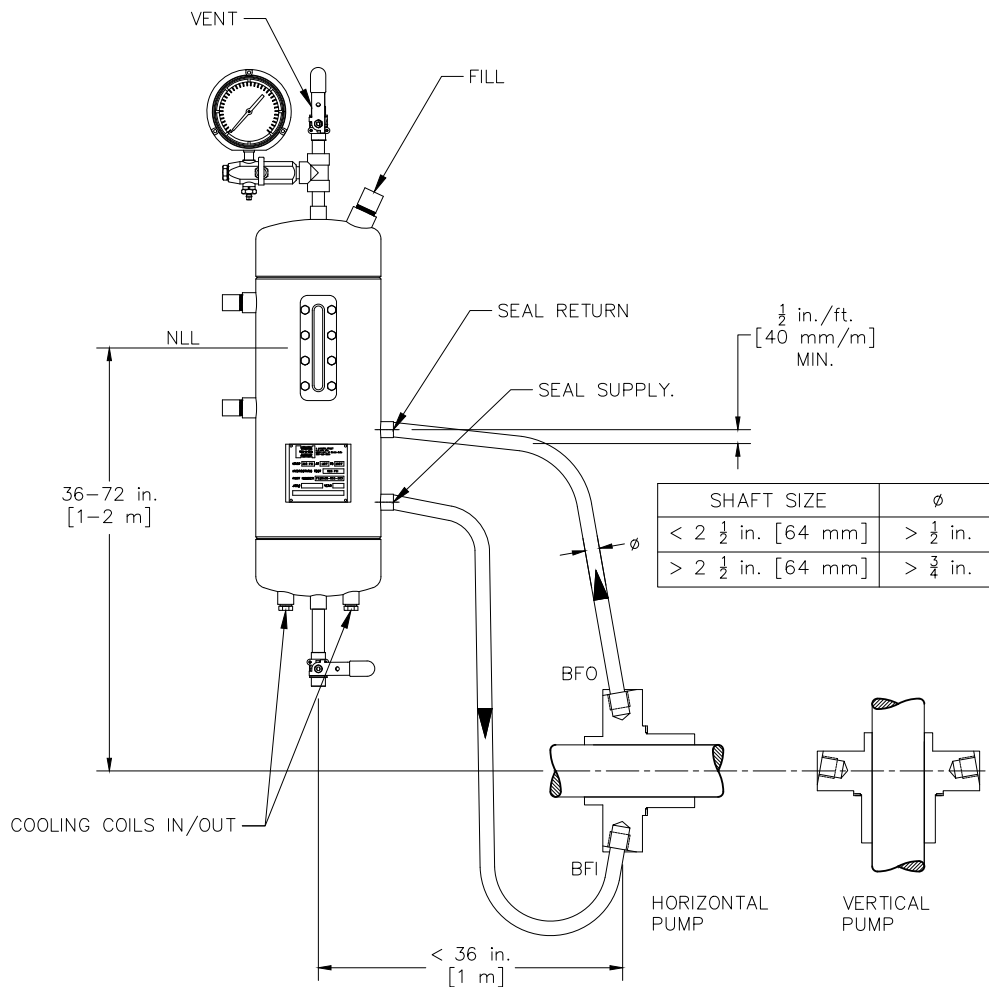 VENT
FILL
SEAL RETURN
1/2 in./ft.
[40 mm/m]
MIN.
NLL
SEAL SUPPLY.
36-72 in.
[1-2 m]
SHAFT SIZE ø
< 2 1/2 in. [64 mm] > 1/2 in.
> 2 1/2 in. [64 mm] > 3/4 in.
ø
BFO
COOLING COILS IN/OUT
BFI
HORIZONTAL
PUMP
VERTICAL
PUMP
< 36 in.
[1 m]